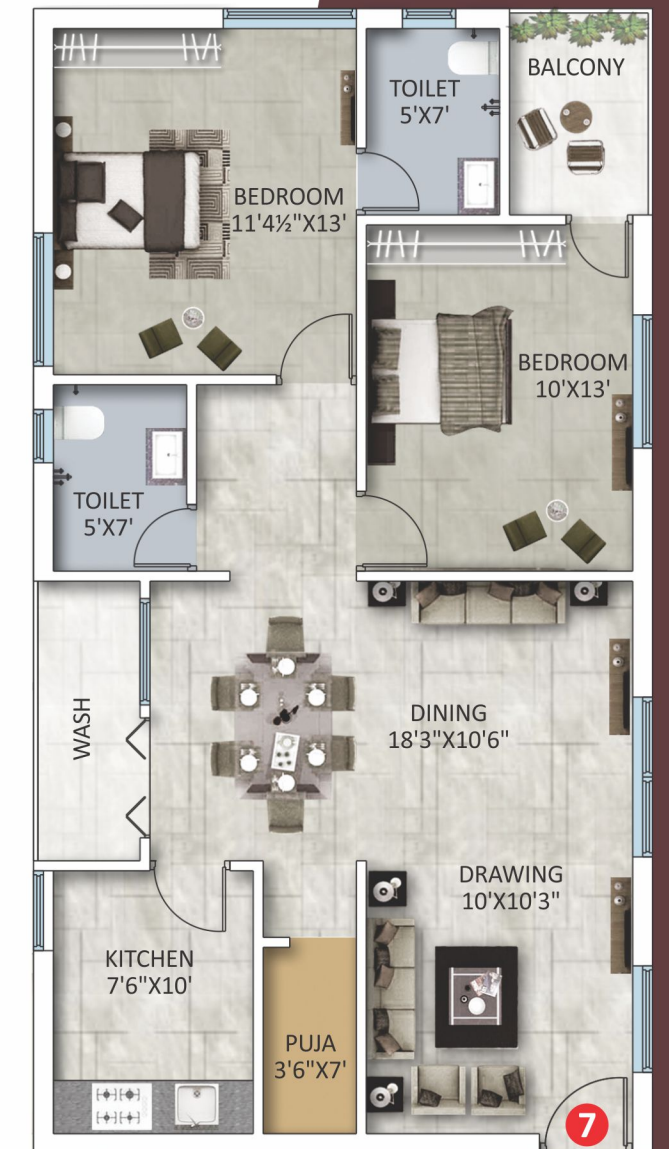 TOILET
5'X7'
BALCONY
BEDROOM
11'4½"X13'
BEDROOM
10'X13'
TOILET
5'X7'
WASH
DINING
18'3"X10'6"
DRAWING
10'X10'3"
KITCHEN
7'6"X10'
PUJA
3'6"X7'
7